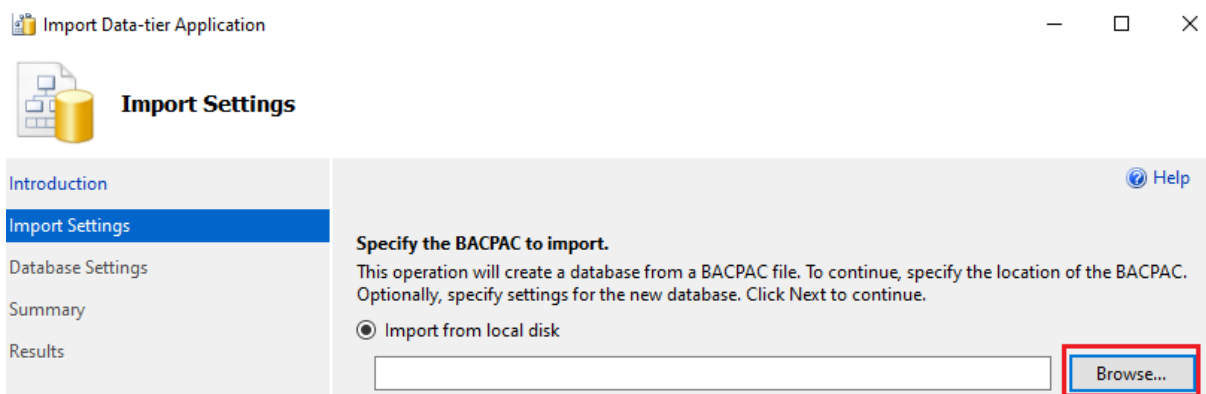 Import Data-tier Application
Import Settings
Introduction
Import Settings
Database Settings
Summary
Results
Help
Specify the BACPAC to import.
This operation will create a database from a BACPAC file. To continue, specify the location of the BACPAC.
Optionally, specify settings for the new database. Click Next to continue.
Import from local disk
Browse...